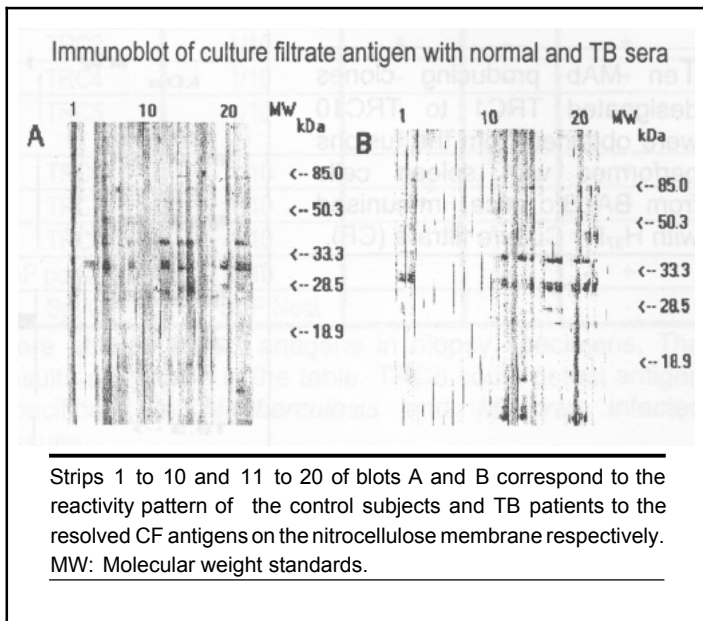 Immunoblot of culture filtrate antigen with normal and TB sera
A
1 10 20 MW
kDa
<-- 85.0
<-- 50.3
<-- 33.3
<-- 28.5
<-- 18.9
B
1 10 20 MW
kDa
<-- 85.0
<-- 50.3
<-- 33.3
<-- 28.5
<-- 18.9
Strips 1 to 10 and 11 to 20 of blots A and B correspond to the
reactivity pattern of the control subjects and TB patients to the
resolved CF antigens on the nitrocellulose membrane respectively.
MW: Molecular weight standards.